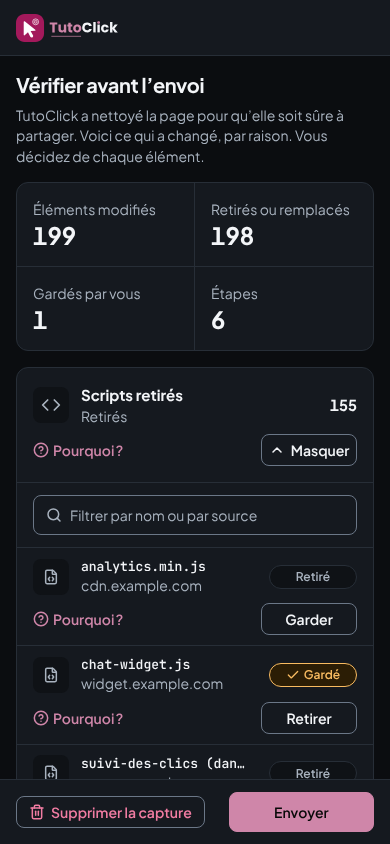 TutoClick
Vérifier avant l’envoi
TutoClick a nettoyé la page pour qu’elle soit sûre à
partager. Voici ce qui a changé, par raison. Vous
décidez de chaque élément.
Éléments modifiés
199
Retirés ou remplacés
198
Gardés par vous
1
Étapes
6
Scripts retirés
Retirés
155
Pourquoi ?
Masquer
Filtrer par nom ou par source
analytics.min.js
cdn.example.com
Retiré
Pourquoi ?
Garder
chat-widget.js
widget.example.com
Gardé
Pourquoi ?
Retirer
suivi-des-clics (dan…
Retiré
Supprimer la capture
Envoyer